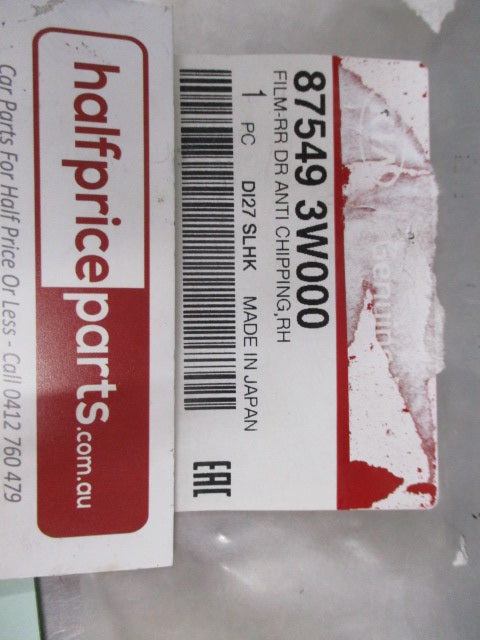 Genuin
87549 3W000
FILM-RR DR ANTI CHIPPING,RH
1 PC DI27 SLHK MADE IN JAPAN
EAC
halfpriceparts.com.au
Car Parts For Half Price Or Less - Call 0412 760 479